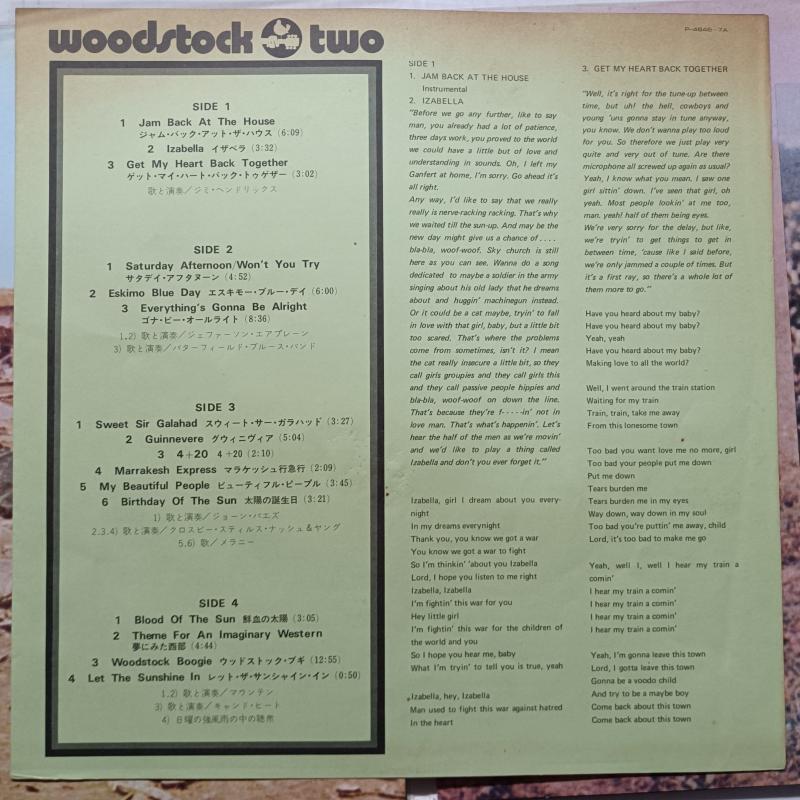 woodstock two
P-4646~7A
SIDE 1
1 Jam Back At The House
ジャム・バック・アット・ザ・ハウス (6:09)
2 Izabella イザベラ (3:32)
3 Get My Heart Back Together
ゲット・マイ・ハート・バック・トゥゲザー (3:02)
歌と演奏/ジミ・ヘンドリックス
SIDE 2
1 Saturday Afternoon/Won't You Try
サタデイ・アフタヌーン (4:52)
2 Eskimo Blue Day エスキモー・ブルー・デイ (6:00)
3 Everything's Gonna Be Alright
ゴナ・ビー・オールライト (8:36)
1.2) 歌と演奏/ジェファーソン・エアプレーン
3) 歌と演奏/バターフィールド・ブルース・バンド
SIDE 3
1 Sweet Sir Galahad スウィート・サー・ガラハッド (3:27)
2 Guinnevere グウィニヴィア (5:04)
3 4+20 4+20 (2:10)
4 Marrakesh Express マラケッシュ行急行 (2:09)
5 My Beautiful People ビューティフル・ピープル (3:45)
6 Birthday Of The Sun 太陽の誕生日 (3:21)
1) 歌と演奏/ジョーン・バエズ
2.3.4) 歌と演奏/クロスビー・スティルス・ナッシュ&ヤング
5.6) 歌/メラニー
SIDE 4
1 Blood Of The Sun 鮮血の太陽 (3:05)
2 Theme For An Imaginary Western
夢にみた西部 (4:44)
3 Woodstock Boogie ウッドストック・ブギ (12:55)
4 Let The Sunshine In レット・ザ・サンシャイン・イン (0:50)
1.2) 歌と演奏/マウンテン
3) 歌と演奏/キャンド・ヒート
4) 日曜の強風雨の中の聴衆
SIDE 1
1. JAM BACK AT THE HOUSE
Instrumental
2. IZABELLA
"Before we go any further, like to say
man, you already had a lot of patience,
three days work, you proved to the world
we could have a little but of love and
understanding in sounds. Oh, I left my
Ganfert at home, I'm sorry. Go ahead it's
all right.
Any way, I'd like to say that we really
really is nerve-racking racking. That's why
we waited till the sun-up. And may be the
new day might give us a chance of . . . .
bla-bla, woof-woof. Sky church is still
here as you can see. Wanna do a song
dedicated to maybe a soldier in the army
singing about his old lady that he dreams
about and huggin' machinegun instead.
Or it could be a cat maybe, tryin' to fall
in love with that girl, baby, but a little bit
too scared. That's where the problems
come from sometimes, isn't it? I mean
the cat really insecure a little bit, so they
call girls groupies and they call girls this
and they call passive people hippies and
bla-bla, woof-woof on down the line.
That's because they're f-----in' not in
love man. That's what's happenin'. Let's
hear the half of the men as we're movin'
and we'd like to play a thing called
Izabella and don't you ever forget it."
Izabella, girl I dream about you every-
night
In my dreams everynight
Thank you, you know we got a war
You know we got a war to fight
So I'm thinkin' 'about you Izabella
Lord, I hope you listen to me right
Izabella, Izabella
I'm fightin' this war for you
Hey little girl
I'm fightin' this war for the children of
the world and you
So I hope you hear me, baby
What I'm tryin' to tell you is true, yeah
Izabella, hey, Izabella
Man used to fight this war against hatred
In the heart
3. GET MY HEART BACK TOGETHER
"Well, it's right for the tune-up between
time, but uh! the hell, cowboys and
young 'uns gonna stay in tune anyway,
you know. We don't wanna play too loud
for you. So therefore we just play very
quite and very out of tune. Are there
microphone all screwed up again as usual?
Yeah, I know what you mean. I saw one
girl sittin' down. I've seen that girl, oh
yeah. Most people lookin' at me too,
man. yeah! half of them being eyes.
We're very sorry for the delay, but like,
we're tryin' to get things to get in
between time, 'cause like I said before,
we're only jammed a couple of times. But
it's a first ray, so there's a whole lot of
them more to go."
Have you heard about my baby?
Have you heard about my baby?
Yeah, yeah
Have you heard about my baby?
Making love to all the world?
Well, I went around the train station
Waiting for my train
Train, train, take me away
From this lonesome town
Too bad you want love me no more, girl
Too bad your people put me down
Put me down
Tears burden me
Tears burden me in my eyes
Way down, way down in my soul
Too bad you're puttin' me away, child
Lord, it's too bad to make me go
Yeah, well I, well I hear my train a
comin'
I hear my train a comin'
I hear my train a comin'
I hear my train a comin'
I hear my train a comin'
Yeah, I'm gonna leave this town
Lord, I gotta leave this town
Gonna be a voodo child
And try to be a maybe boy
Come back about this town
Come back about this town